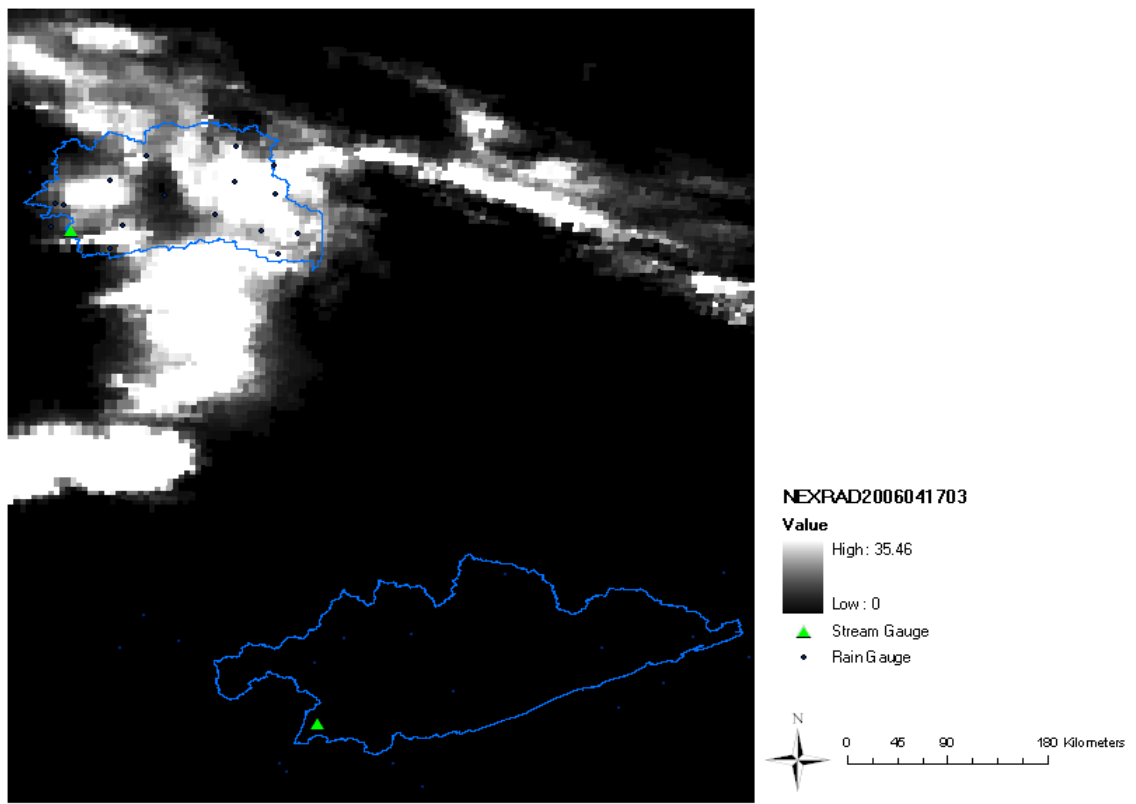 NEXRAD2006041703
Value
High : 35.46
Low : 0
Stream Gauge
Rain Gauge
N
0 45 90 180 Kilometers